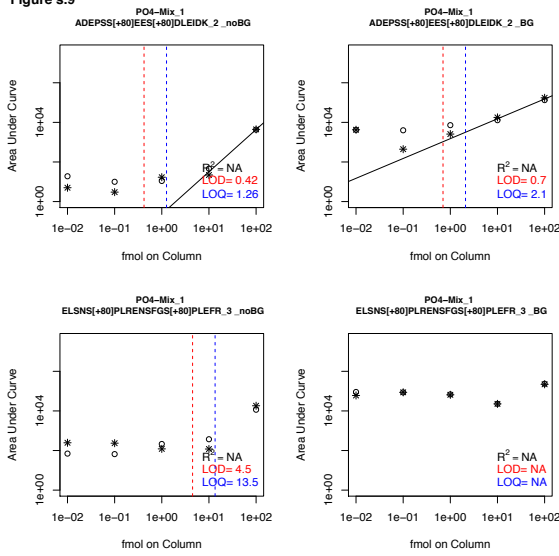 Figure s.9
PO4-Mix_1
ADEPSS[+80]EES[+80]DLEIDK_2 _noBG
Area Under Curve
1e+00 1e+04
R2 = NA
LOD= 0.42
LOQ= 1.26
1e-02 1e-01 1e+00 1e+01 1e+02
fmol on Column
PO4-Mix_1
ADEPSS[+80]EES[+80]DLEIDK_2 _BG
Area Under Curve
1e+00 1e+04
R2 = NA
LOD= 0.7
LOQ= 2.1
1e-02 1e-01 1e+00 1e+01 1e+02
fmol on Column
PO4-Mix_1
ELSNS[+80]PLRENSFGS[+80]PLEFR_3 _noBG
Area Under Curve
1e+00 1e+04
R2 = NA
LOD= 4.5
LOQ= 13.5
1e-02 1e-01 1e+00 1e+01 1e+02
fmol on Column
PO4-Mix_1
ELSNS[+80]PLRENSFGS[+80]PLEFR_3 _BG
Area Under Curve
1e+00 1e+04
R2 = NA
LOD= NA
LOQ= NA
1e-02 1e-01 1e+00 1e+01 1e+02
fmol on Column